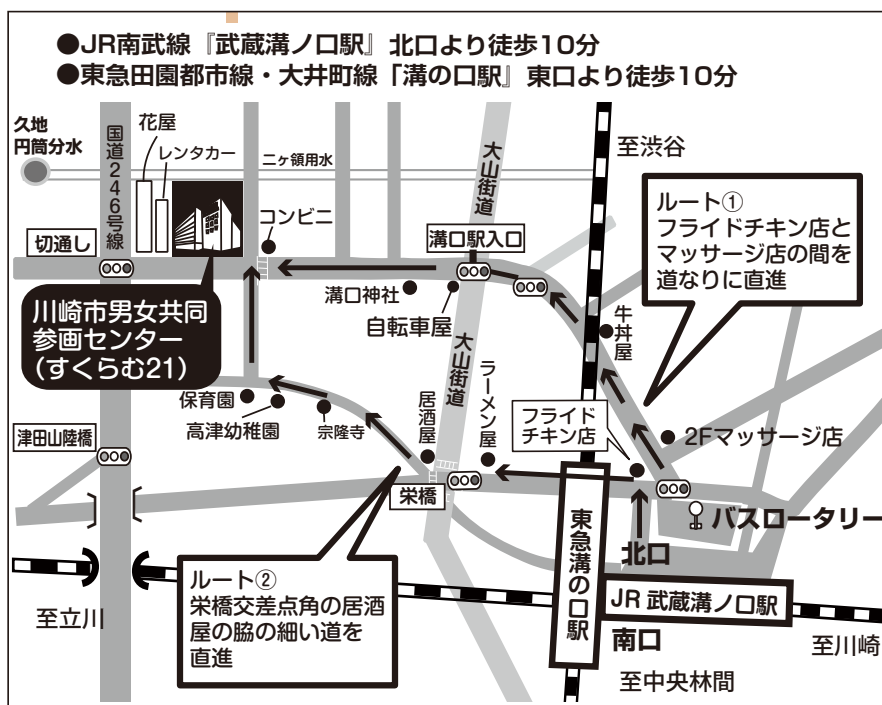 ●JR南武線『武蔵溝ノ口駅』北口より徒歩10分
●東急田園都市線・大井町線「溝の口駅」東口より徒歩10分
久地
円筒分水
国道246号線
花屋
レンタカー
二ヶ領用水
大山街道
至渋谷
コンビニ
切通し
溝口駅入口
ルート①
フライドチキン店と
マッサージ店の間を
道なりに直進
川崎市男女共同
参画センター
(すくらむ21)
溝口神社
自転車屋
牛丼屋
大山街道
保育園
高津幼稚園
宗隆寺
居酒屋
ラーメン屋
フライド
チキン店
2Fマッサージ店
津田山陸橋
栄橋
バスロータリー
北口
東急溝の口駅
JR 武蔵溝ノ口駅
南口
ルート②
栄橋交差点角の居酒
屋の脇の細い道を
直進
至立川
至川崎
至中央林間